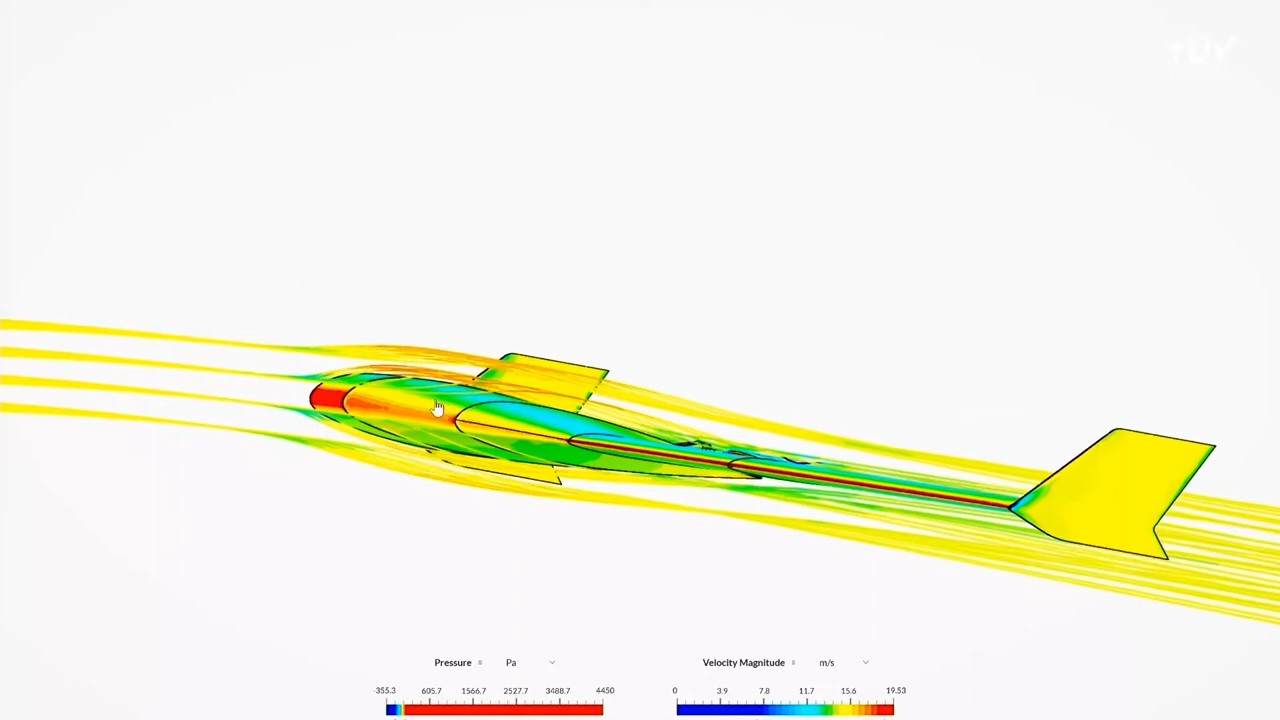 TÜV
Pressure Pa
Velocity Magnitude m/s
-355.3 605.7 1566.7 2527.7 3488.7 4450
0 3.9 7.8 11.7 15.6 19.53